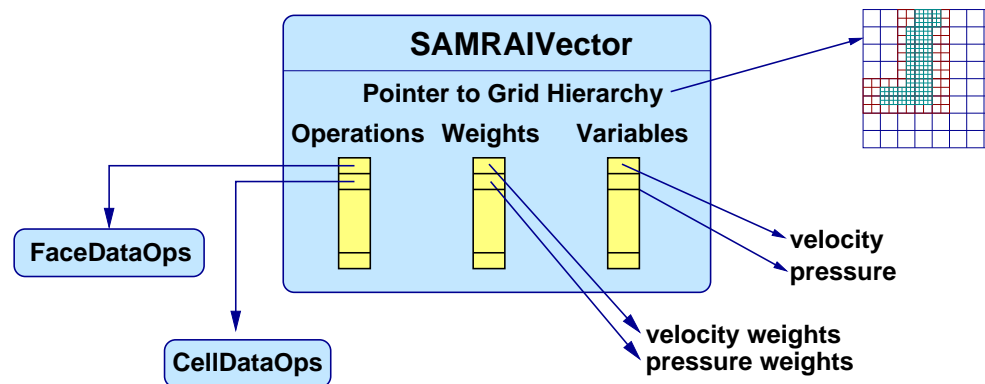 SAMRAIVector
Pointer to Grid Hierarchy
Operations Weights Variables
FaceDataOps
CellDataOps
velocity
pressure
velocity weights
pressure weights